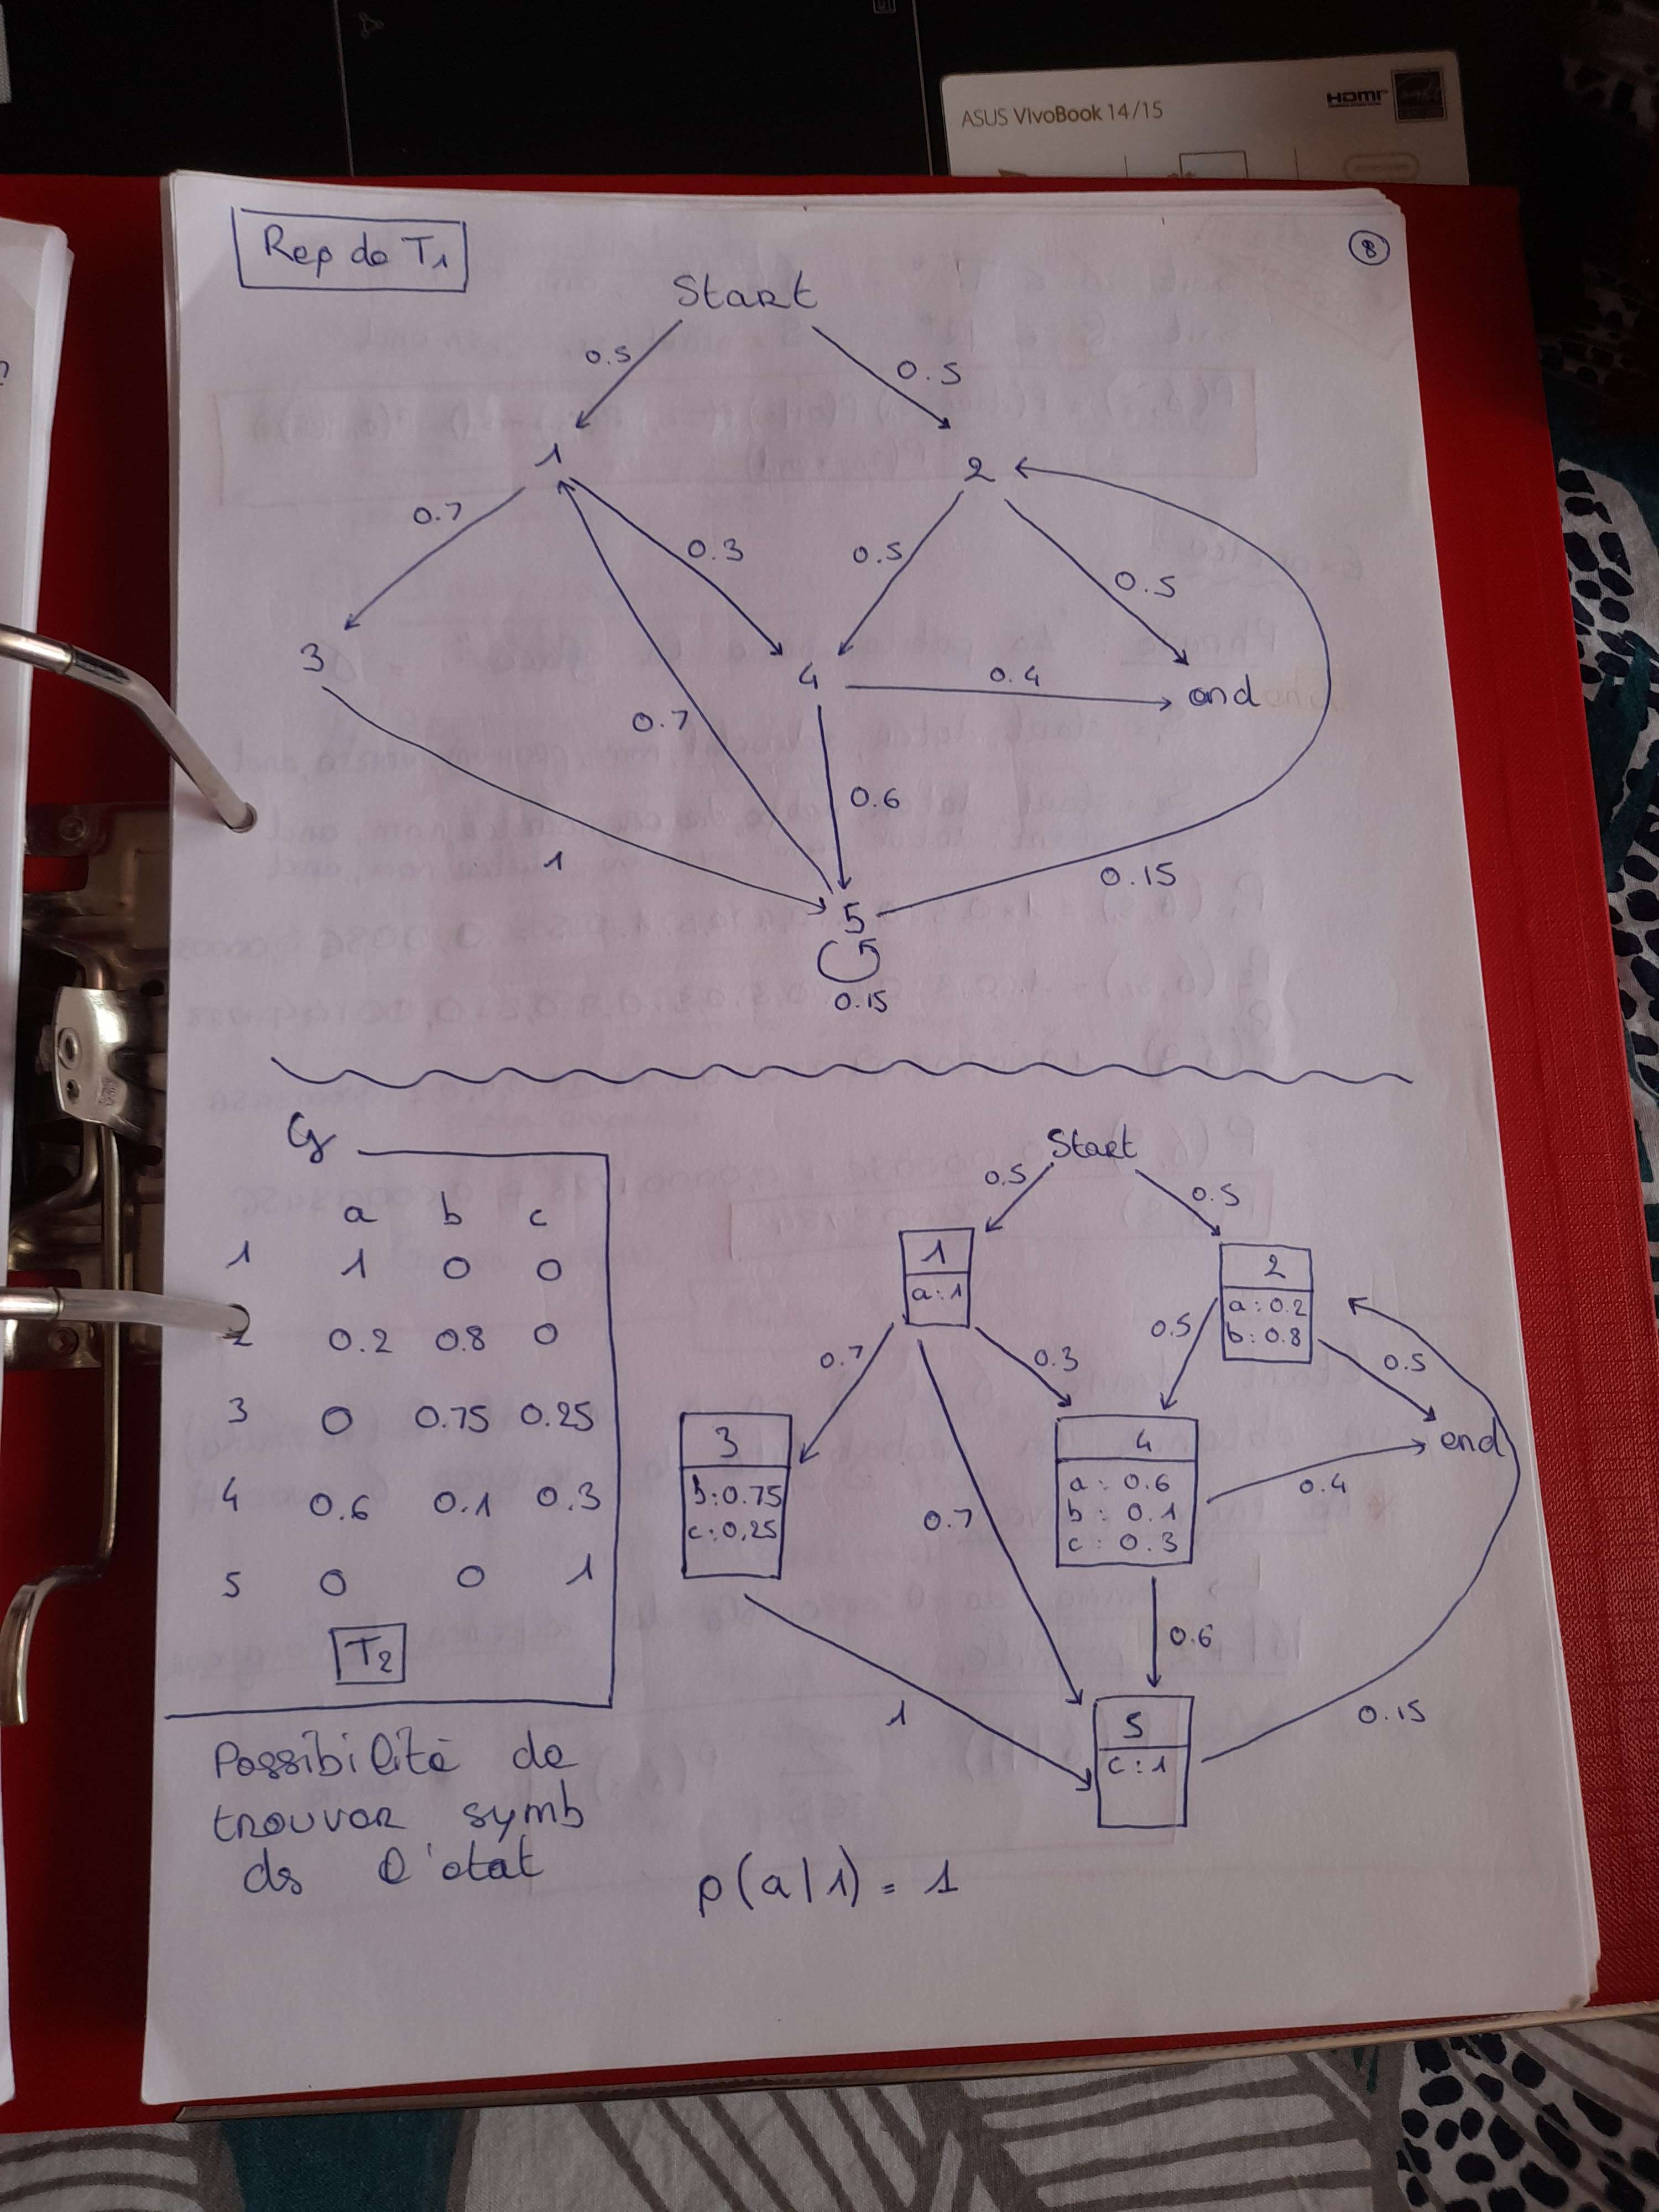 ASUS VivoBook 14/15
HDMI
Rep de T1
8
Start
0.5
0.5
1
2
0.7
0.3
0.5
0.5
3
4
0.4
end
0.7
0.6
1
0.15
5
0.15
G
a b c
1 1 0 0
2 0.2 0.8 0
3 0 0.75 0.25
4 0.6 0.1 0.3
5 0 0 1
T2
Possibilité de
trouver symb
ds l'état
Start
0.5
0.5
1
a:1
2
a:0.2
b:0.8
0.7
0.3
0.5
0.5
3
b:0.75
c:0,25
4
a:0.6
b:0.1
c:0.3
end
0.4
0.7
0.6
1
0.15
5
c:1
p(a|1) = 1